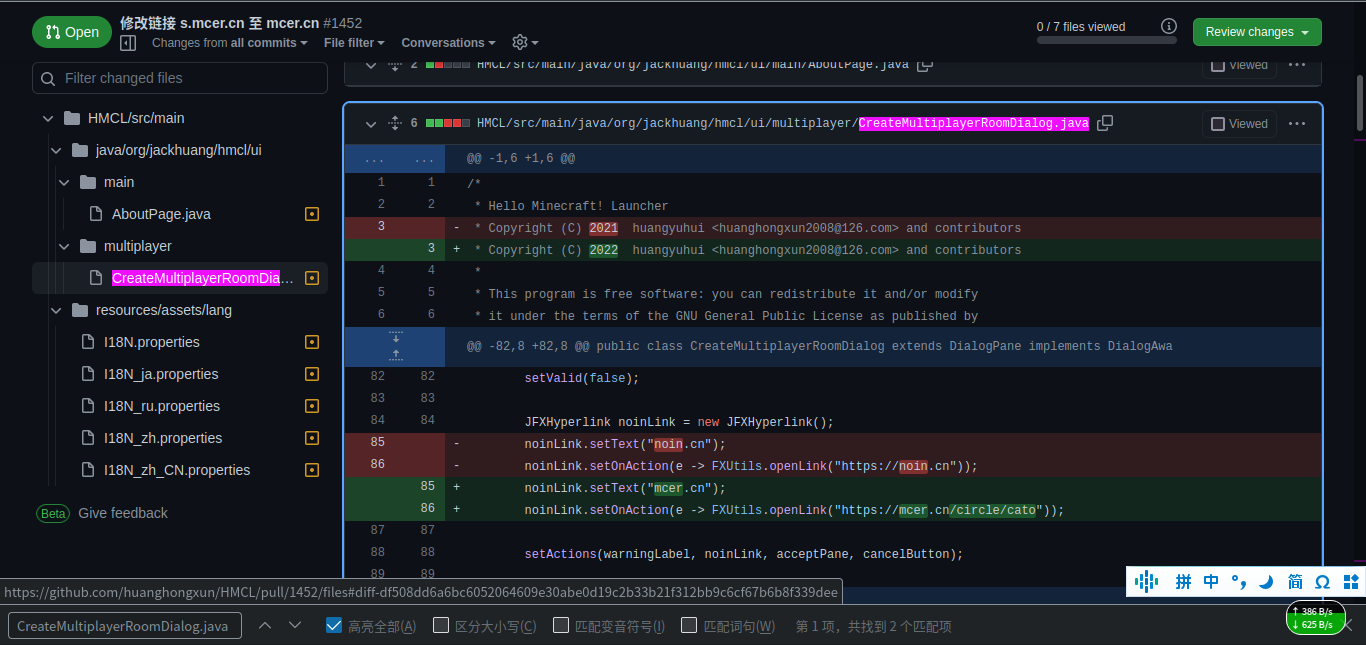 Open
修改链接 s.mcer.cn 至 mcer.cn #1452
Changes from all commits
File filter
Conversations
0 / 7 files viewed
Review changes
Filter changed files
HMCL/src/main
java/org/jackhuang/hmcl/ui
main
AboutPage.java
multiplayer
CreateMultiplayerRoomDia...
resources/assets/lang
I18N.properties
I18N_ja.properties
I18N_ru.properties
I18N_zh.properties
I18N_zh_CN.properties
Beta Give feedback
2 HMCL/src/main/java/org/jackhuang/hmcl/ui/main/AboutPage.java Viewed ...
6 HMCL/src/main/java/org/jackhuang/hmcl/ui/multiplayer/CreateMultiplayerRoomDialog.java Viewed ...
... ... @@ -1,6 +1,6 @@
1 1 /*
2 2 * Hello Minecraft! Launcher
3 - * Copyright (C) 2021  huangyuhui <huanghongxun2008@126.com> and contributors
3 + * Copyright (C) 2022  huangyuhui <huanghongxun2008@126.com> and contributors
4 4 *
5 5 * This program is free software: you can redistribute it and/or modify
6 6 * it under the terms of the GNU General Public License as published by
@@ -82,8 +82,8 @@ public class CreateMultiplayerRoomDialog extends DialogPane implements DialogAwa
82 82 setValid(false);
83 83
84 84 JFXHyperlink noinLink = new JFXHyperlink();
85 - noinLink.setText("noin.cn");
86 - noinLink.setOnAction(e -> FXUtils.openLink("https://noin.cn"));
85 + noinLink.setText("mcer.cn");
86 + noinLink.setOnAction(e -> FXUtils.openLink("https://mcer.cn/circle/cato"));
87 87
88 88 setActions(warningLabel, noinLink, acceptPane, cancelButton);
89 89
https://github.com/huanghongxun/HMCL/pull/1452/files#diff-df508dd6a6bc6052064609e30abe0d19c2b33b21f312bb9c6cf67b6b8f339dee
拼 中 °, 简 Ω
CreateMultiplayerRoomDialog.java
高亮全部(A)
区分大小写(C)
匹配变音符号(I)
匹配词句(W)
第 1 项，共找到 2 个匹配项
↑ 386 B/s
↓ 625 B/s